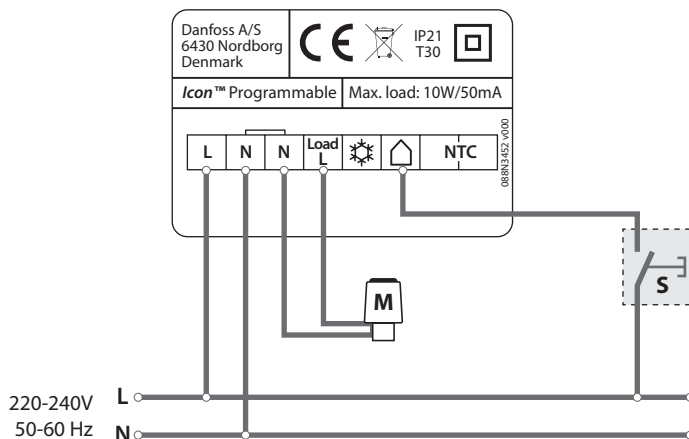 Danfoss A/S
6430 Nordborg
Denmark
IP21
T30
Icon™ Programmable
Max. load: 10W/50mA
L
N
N
Load
L
NTC
088N3452 v000
M
S
220-240V
50-60 Hz
L
N